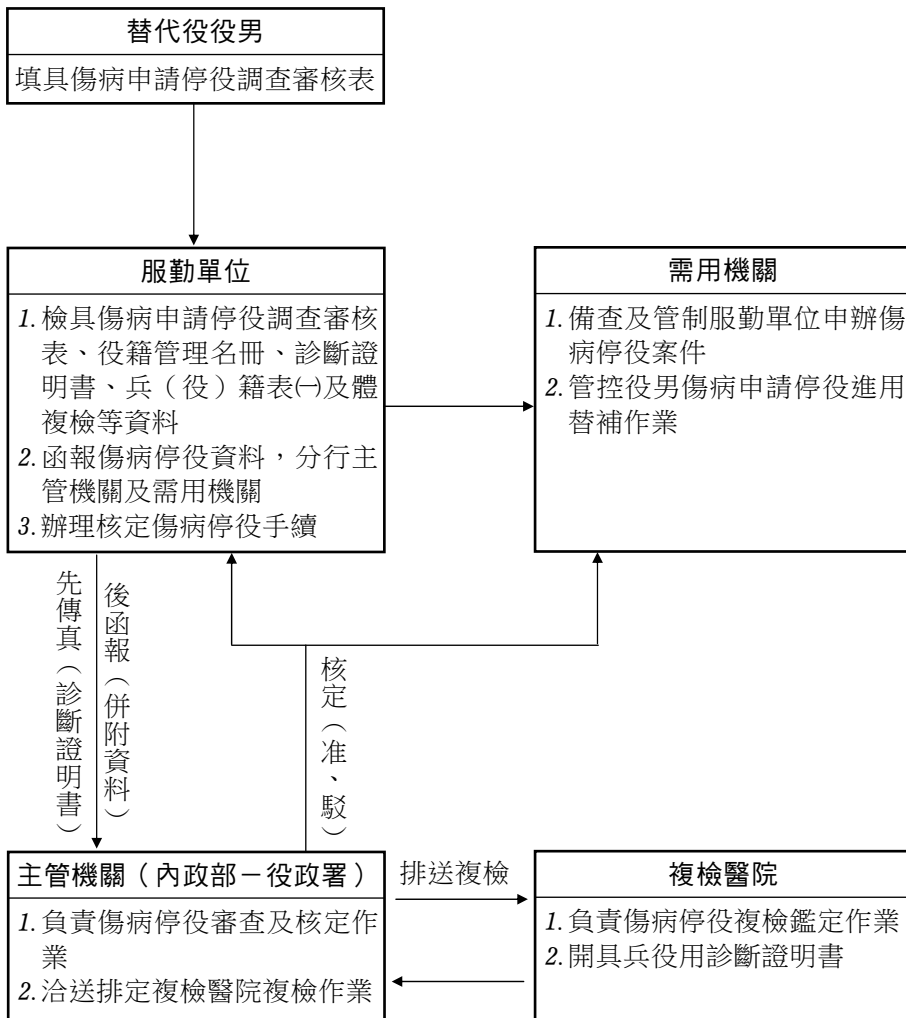 替代役役男
填具傷病申請停役調查審核表
服勤單位
1.檢具傷病申請停役調查審核
表、役籍管理名冊、診斷證
明書、兵（役）籍表㈠及體
複檢等資料
2.函報傷病停役資料，分行主
管機關及需用機關
3.辦理核定傷病停役手續
需用機關
1.備查及管制服勤單位申辦傷
病停役案件
2.管控役男傷病申請停役進用
替補作業
先傳真（診斷證明書）
後函報（併附資料）
核定（准、駁）
主管機關（內政部－役政署）
1.負責傷病停役審查及核定作
業
2.洽送排定複檢醫院複檢作業
排送複檢
複檢醫院
1.負責傷病停役複檢鑑定作業
2.開具兵役用診斷證明書